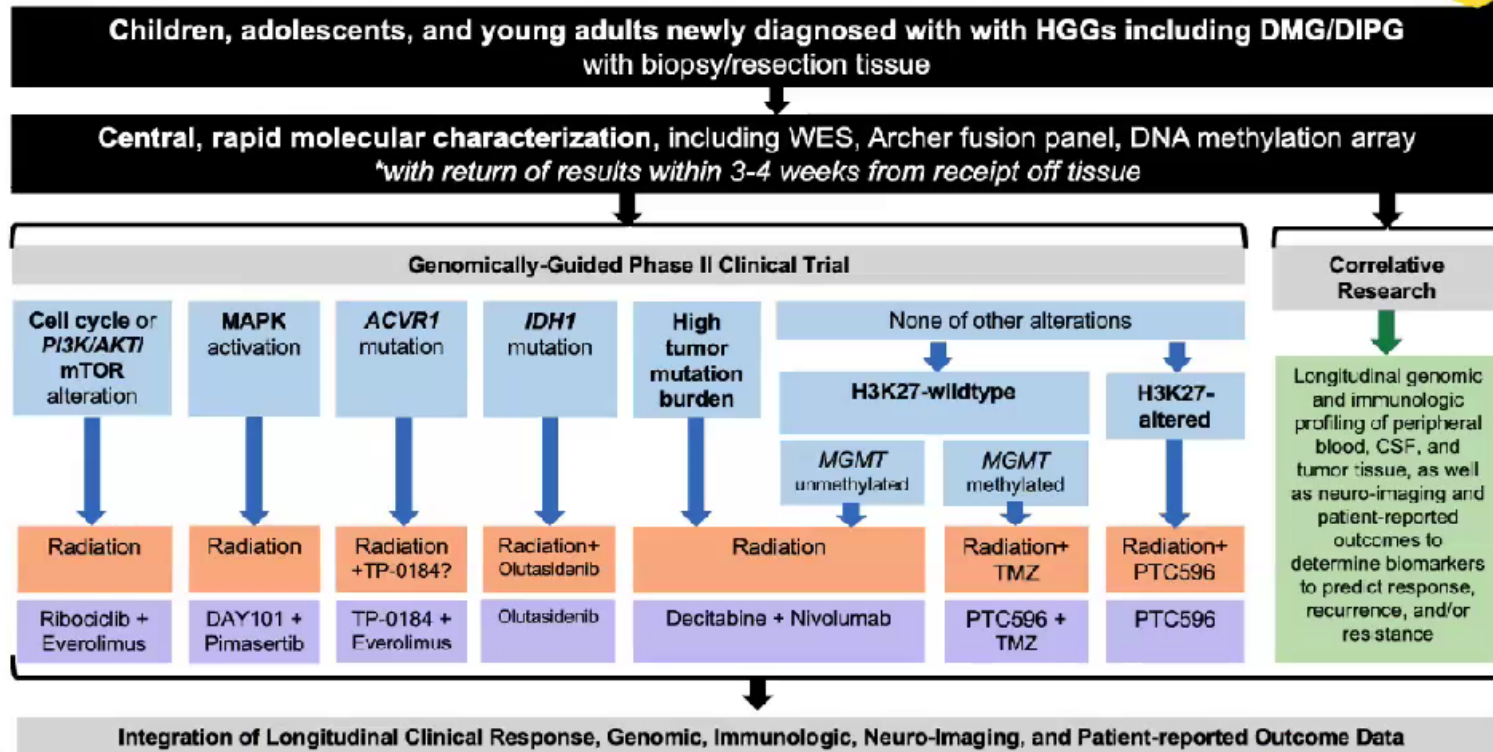 Children, adolescents, and young adults newly diagnosed with with HGGs including DMG/DIPG
with biopsy/resection tissue
Central, rapid molecular characterization, including WES, Archer fusion panel, DNA methylation array
*with return of results within 3-4 weeks from receipt off tissue
Genomically-Guided Phase II Clinical Trial
Cell cycle or
PI3K/AKT/
mTOR
alteration
MAPK
activation
ACVR1
mutation
IDH1
mutation
High
tumor
mutation
burden
None of other alterations
H3K27-wildtype
H3K27-
altered
MGMT
unmethylated
MGMT
methylated
Radiation
Radiation
Radiation
+TP-0184?
Radiation+
Olutasidenib
Radiation
Radiation+
TMZ
Radiation+
PTC596
Ribociclib +
Everolimus
DAY101 +
Pimasertib
TP-0184 +
Everolimus
Olutasidenib
Decitabine + Nivolumab
PTC596 +
TMZ
PTC596
Correlative
Research
Longitudinal genomic
and immunologic
profiling of peripheral
blood, CSF, and
tumor tissue, as well
as neuro-imaging and
patient-reported
outcomes to
determine biomarkers
to predict response,
recurrence, and/or
resistance
Integration of Longitudinal Clinical Response, Genomic, Immunologic, Neuro-Imaging, and Patient-reported Outcome Data